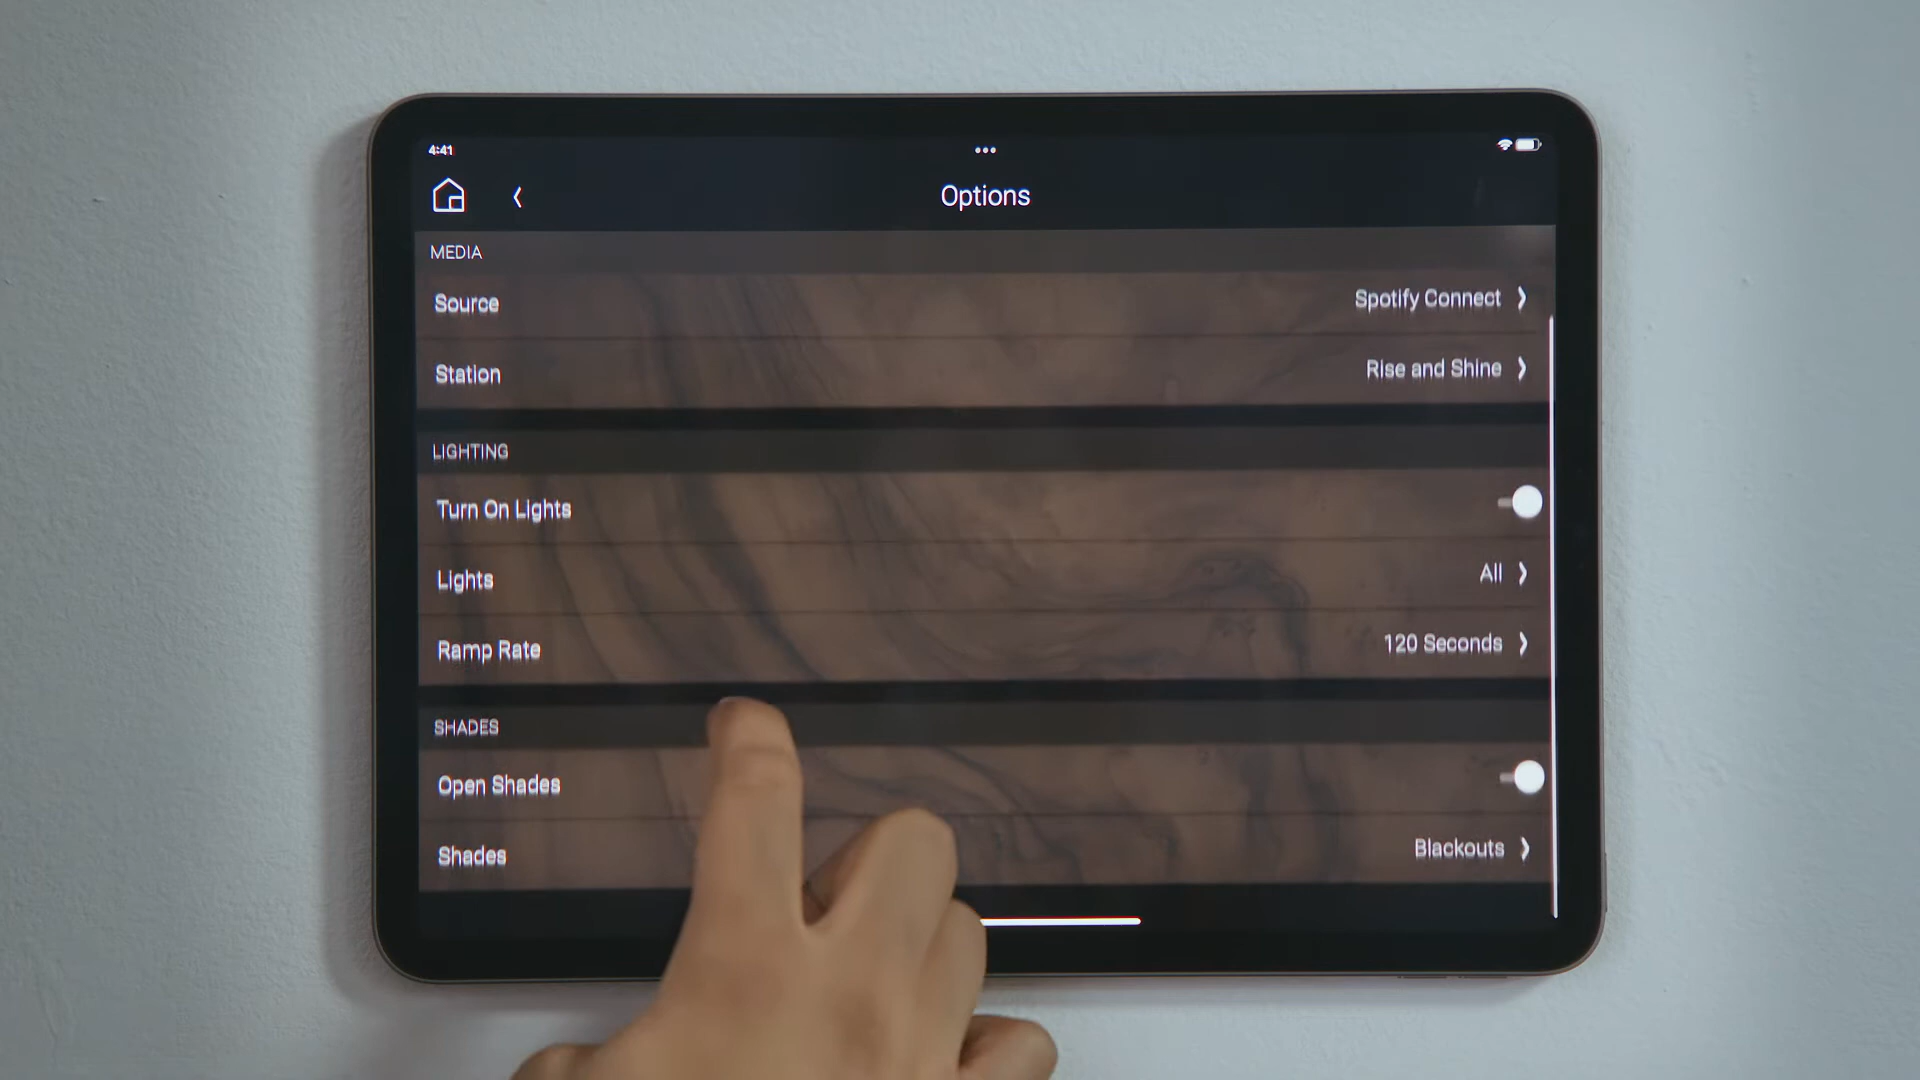 4:41
Options
MEDIA
Source Spotify Connect
Station Rise and Shine
LIGHTING
Turn On Lights
Lights All
Ramp Rate 120 Seconds
SHADES
Open Shades
Shades Blackouts